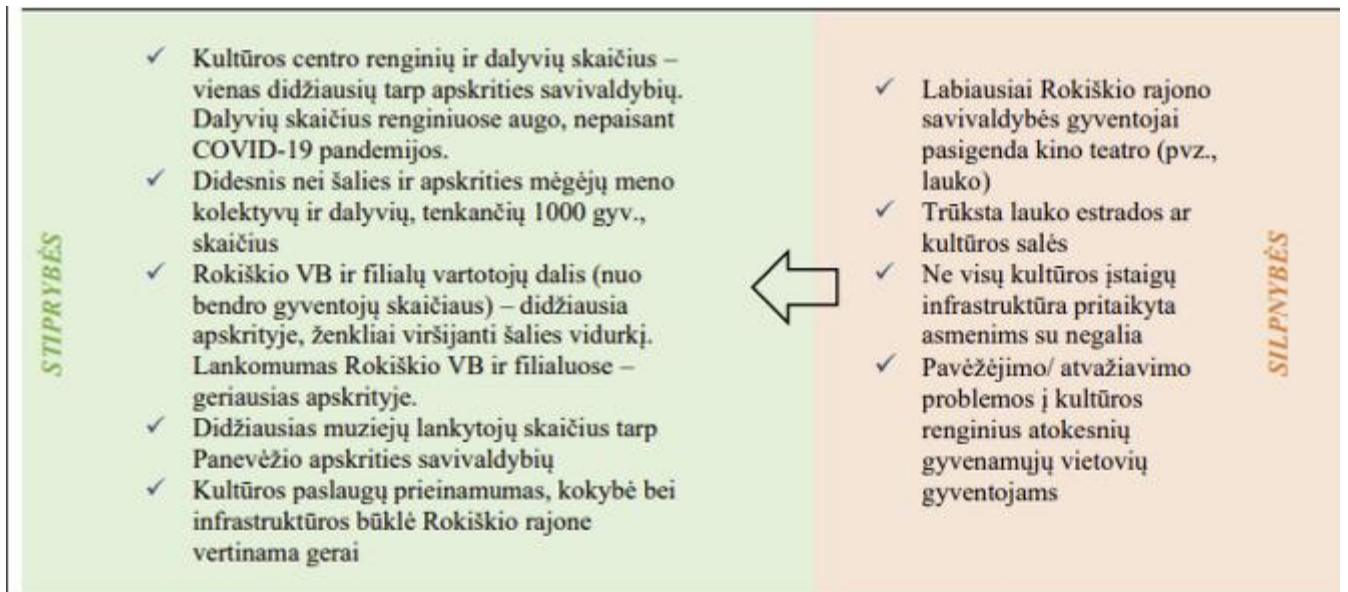 STIPRYBĖS
✓ Kultūros centro renginių ir dalyvių skaičius –
vienas didžiausių tarp apskrities savivaldybių.
Dalyvių skaičius renginiuose augo, nepaisant
COVID-19 pandemijos.
✓ Didesnis nei šalies ir apskrities mėgėjų meno
kolektyvų ir dalyvių, tenkančių 1000 gyv.,
skaičius
✓ Rokiškio VB ir filialų vartotojų dalis (nuo
bendro gyventojų skaičiaus) – didžiausia
apskrityje, ženkliai viršijanti šalies vidurkį.
Lankomumas Rokiškio VB ir filialuose –
geriausias apskrityje.
✓ Didžiausias muziejų lankytojų skaičius tarp
Panevėžio apskrities savivaldybių
✓ Kultūros paslaugų prieinamumas, kokybė bei
infrastruktūros būklė Rokiškio rajone
vertinama gerai
✓ Labiausiai Rokiškio rajono
savivaldybės gyventojai
pasigenda kino teatro (pvz.,
lauko)
✓ Trūksta lauko estrados ar
kultūros salės
✓ Ne visų kultūros įstaigų
infrastruktūra pritaikyta
asmenims su negalia
✓ Pavėžėjimo/ atvažiavimo
problemos į kultūros
renginius atokesnių
gyvenamųjų vietovių
gyventojams
SILPNYBĖS